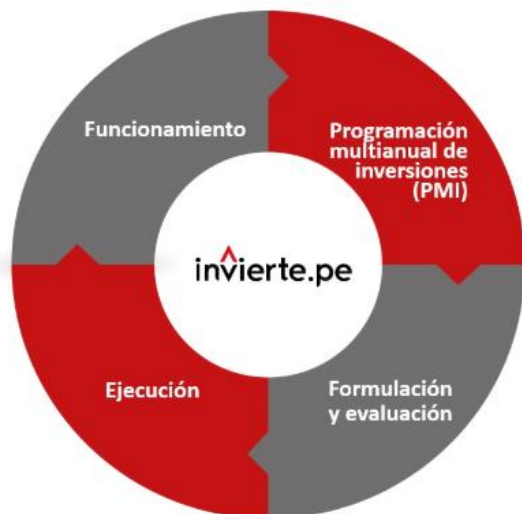 Funcionamiento
Programación
multianual de
inversiones
(PMI)
invierte.pe
Ejecución
Formulación
y evaluación